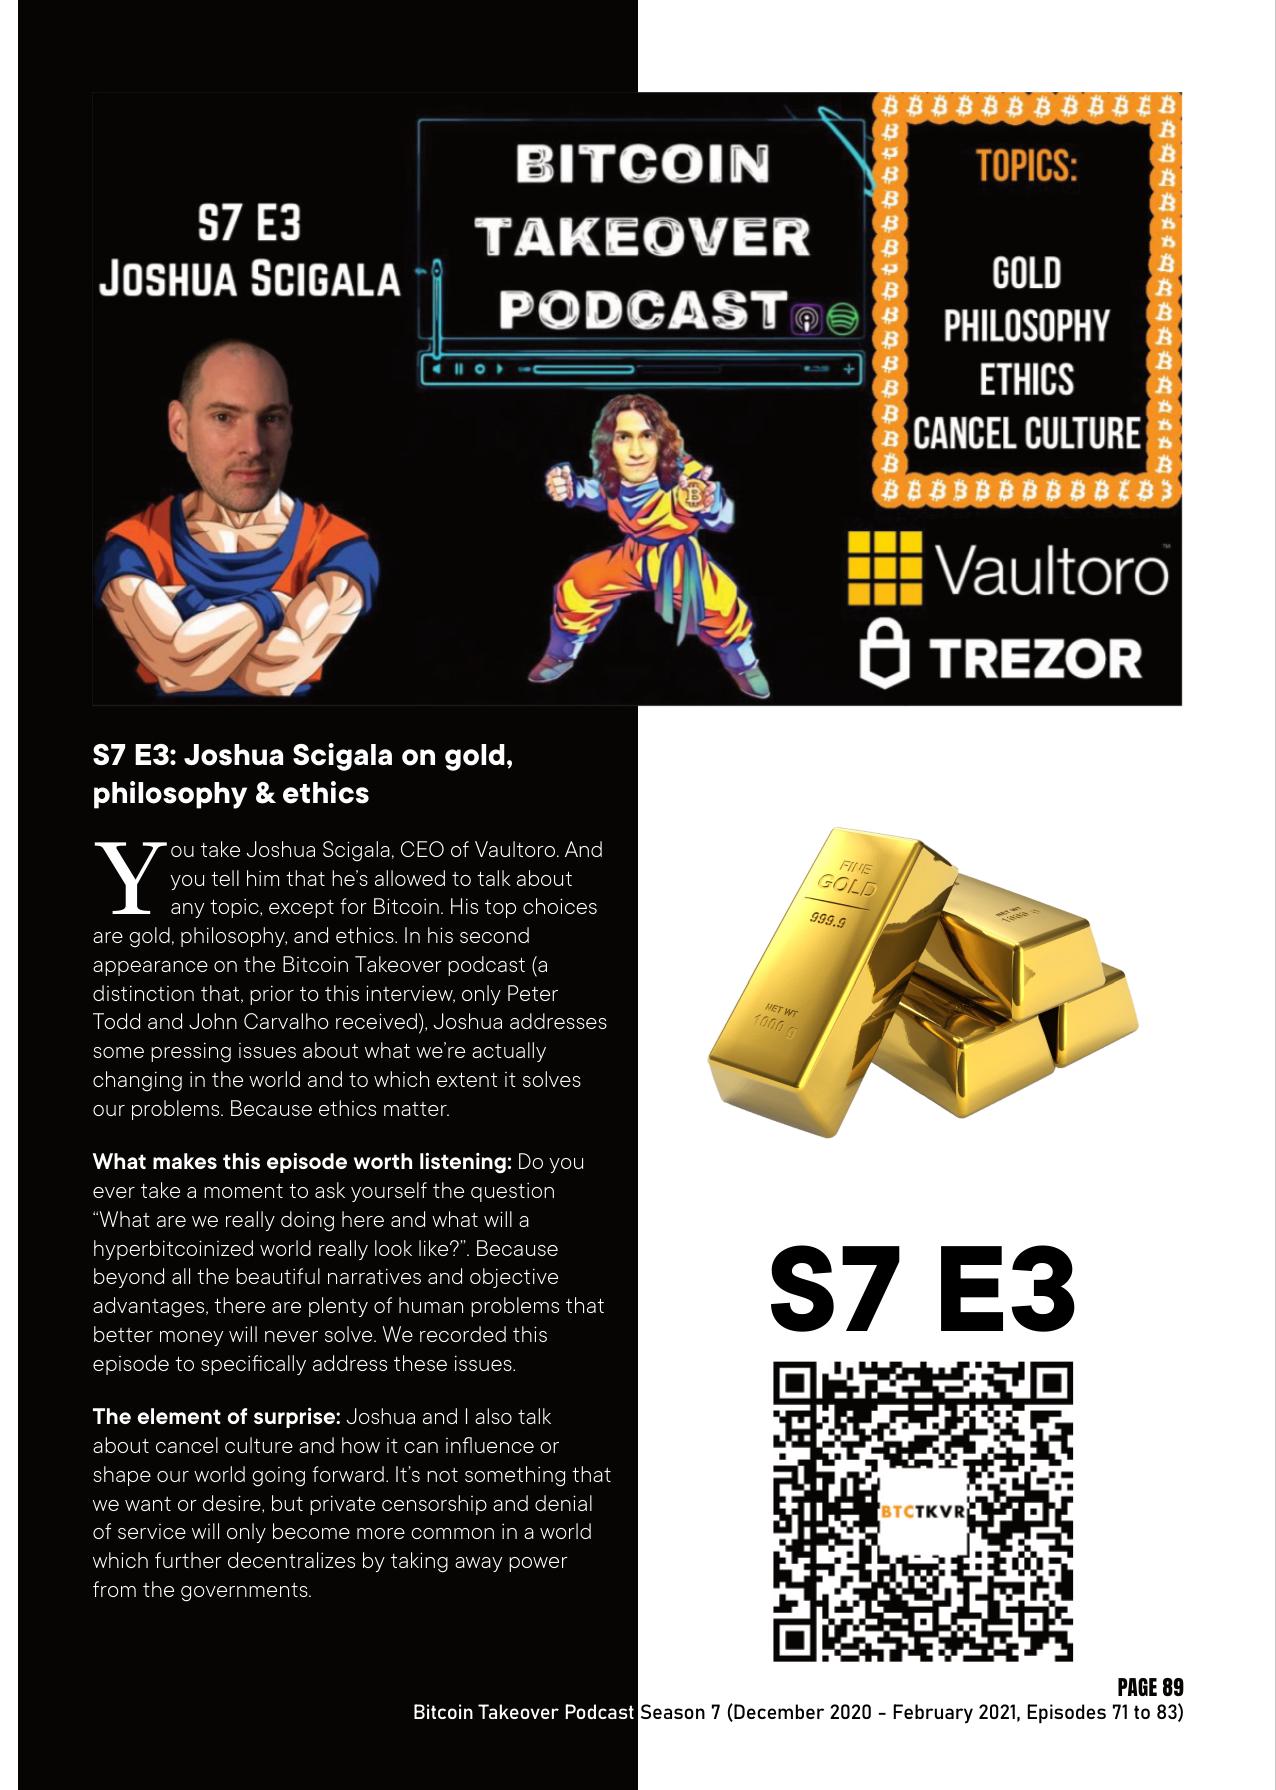 S7 E3
JOSHUA SCIGALA
BITCOIN
TAKEOVER
PODCAST
TOPICS:
GOLD
PHILOSOPHY
ETHICS
CANCEL CULTURE
Vaultoro™
TREZOR
S7 E3: Joshua Scigala on gold,
philosophy & ethics
You take Joshua Scigala, CEO of Vaultoro. And
you tell him that he's allowed to talk about
any topic, except for Bitcoin. His top choices
are gold, philosophy, and ethics. In his second
appearance on the Bitcoin Takeover podcast (a
distinction that, prior to this interview, only Peter
Todd and John Carvalho received), Joshua addresses
some pressing issues about what we're actually
changing in the world and to which extent it solves
our problems. Because ethics matter.
What makes this episode worth listening: Do you
ever take a moment to ask yourself the question
“What are we really doing here and what will a
hyperbitcoinized world really look like?”. Because
beyond all the beautiful narratives and objective
advantages, there are plenty of human problems that
better money will never solve. We recorded this
episode to specifically address these issues.
The element of surprise: Joshua and I also talk
about cancel culture and how it can influence or
shape our world going forward. It's not something that
we want or desire, but private censorship and denial
of service will only become more common in a world
which further decentralizes by taking away power
from the governments.
FINE
GOLD
999.9
NET WT
1000 g
NET WT
1000 g
S7 E3
BTCTKVR
PAGE 89
Bitcoin Takeover Podcast Season 7 (December 2020 - February 2021, Episodes 71 to 83)